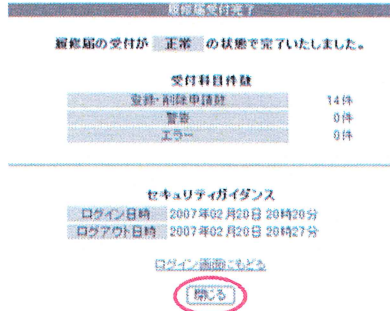 履修届受付完了
履修届の受付が 正常 の状態で完了いたしました。
受付科目件数
登録・削除申請数 14件
警告 0件
エラー 0件
セキュリティガイダンス
ログイン日時 2007年02月20日 20時20分
ログアウト日時 2007年02月20日 20時27分
ログイン画面にもどる
閉じる